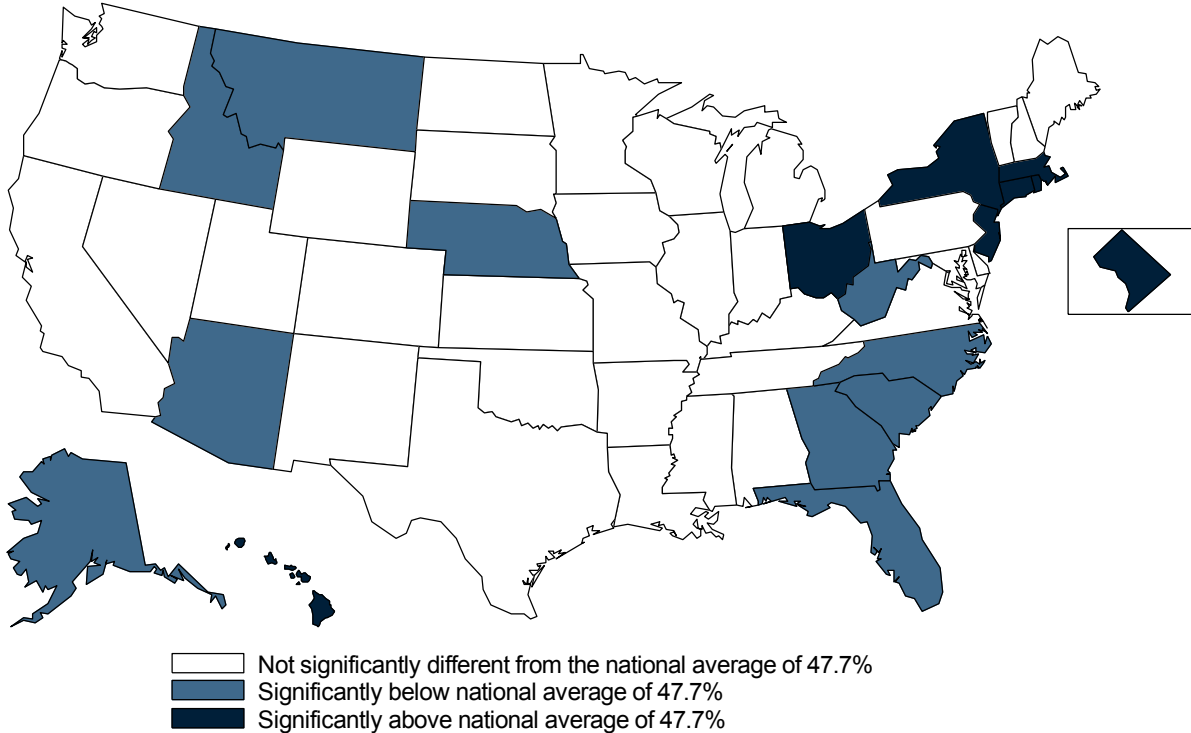 Not significantly different from the national average of 47.7%
Significantly below national average of 47.7%
Significantly above national average of 47.7%